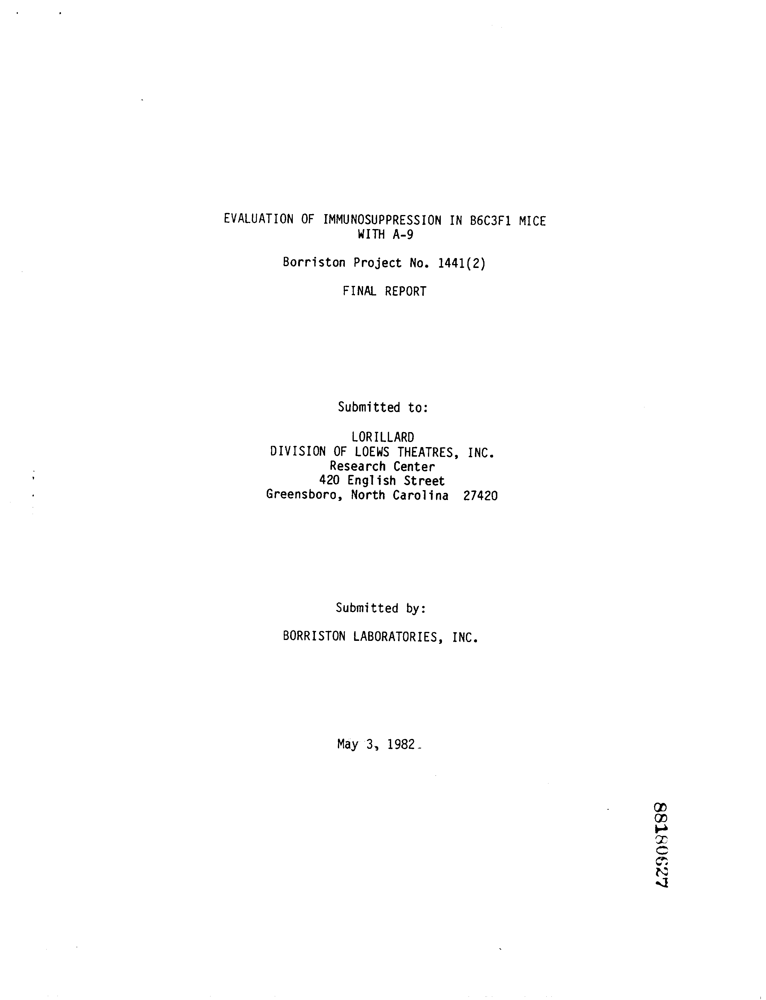 EVALUATION OF IMMUNOSUPPRESSION IN B6C3F1 MICE
WITH A-9
Borriston Project No. 1441(2)
FINAL REPORT
Submitted to:
LORILLARD
DIVISION OF LOEWS THEATRES, INC.
Research Center
420 English Street
Greensboro, North Carolina 27420
Submitted by:
BORRISTON LABORATORIES, INC.
May 3, 1982
88180627